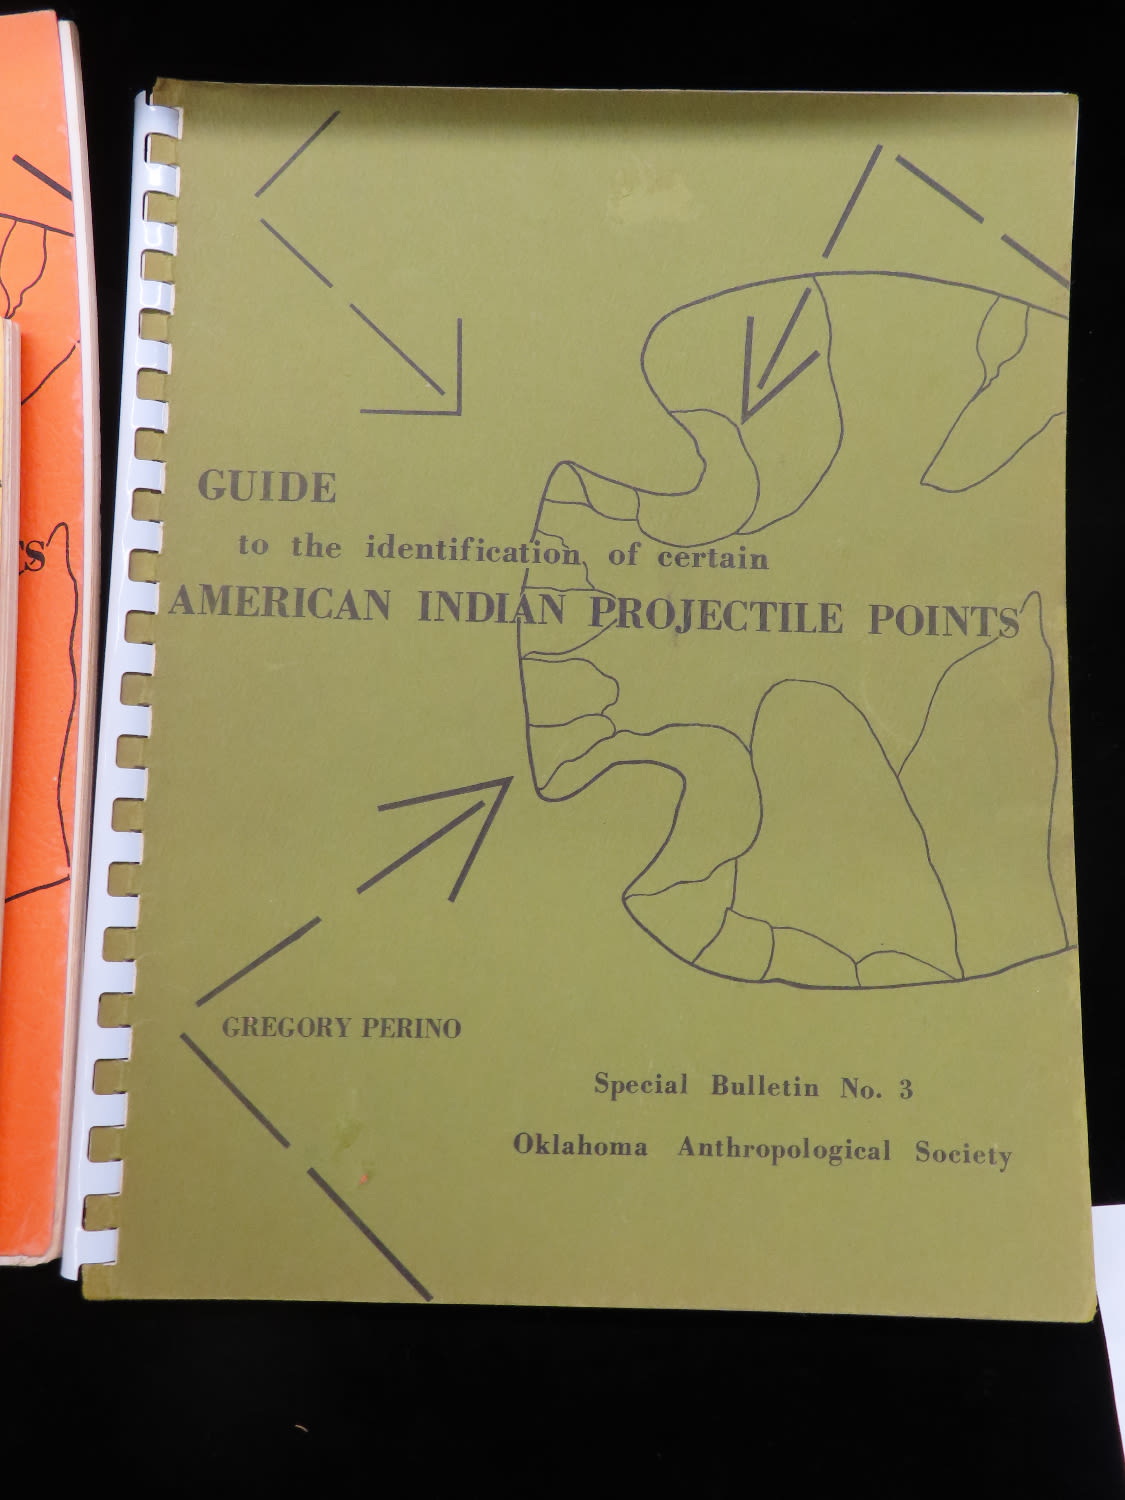 GUIDE
to the identification of certain
AMERICAN INDIAN PROJECTILE POINTS
GREGORY PERINO
Special Bulletin No. 3
Oklahoma Anthropological Society